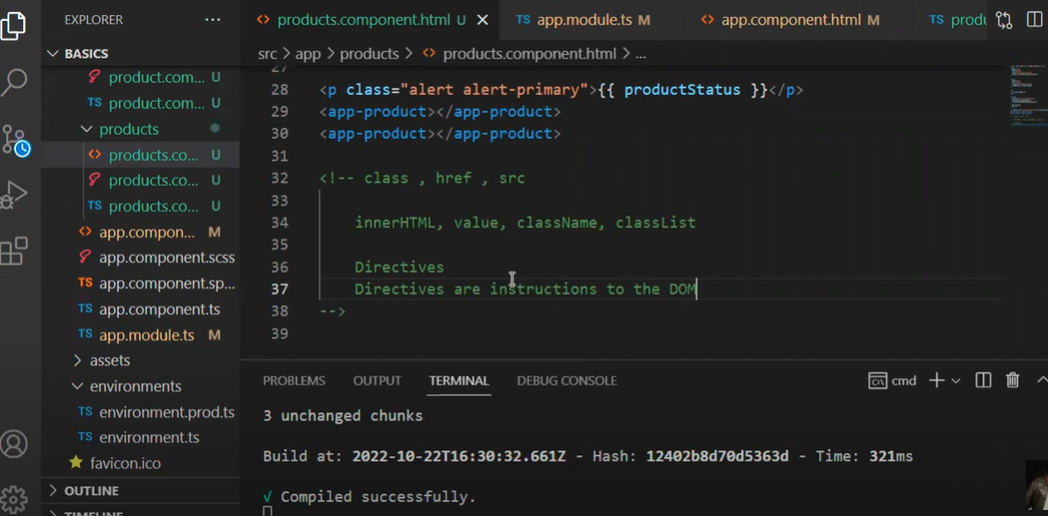 EXPLORER
...
BASICS
product.com... U
TS product.com... U
products
products.co... U
products.co... U
TS products.co... U
app.compon... M
app.component.scss
TS app.component.sp...
TS app.component.ts
TS app.module.ts M
assets
environments
TS environment.prod.ts
TS environment.ts
favicon.ico
OUTLINE
TIMELINE
products.component.html U
TS app.module.ts M
app.component.html M
TS produ
src > app > products > products.component.html > ...
27
28 <p class="alert alert-primary">{{ productStatus }}</p>
29 <app-product></app-product>
30 <app-product></app-product>
31
32 <!-- class , href , src
33
34 innerHTML, value, className, classList
35
36 Directives
37 Directives are instructions to the DOM
38 -->
39
PROBLEMS OUTPUT TERMINAL DEBUG CONSOLE
cmd
3 unchanged chunks
Build at: 2022-10-22T16:30:32.661Z - Hash: 12402b8d70d5363d - Time: 321ms
√ Compiled successfully.